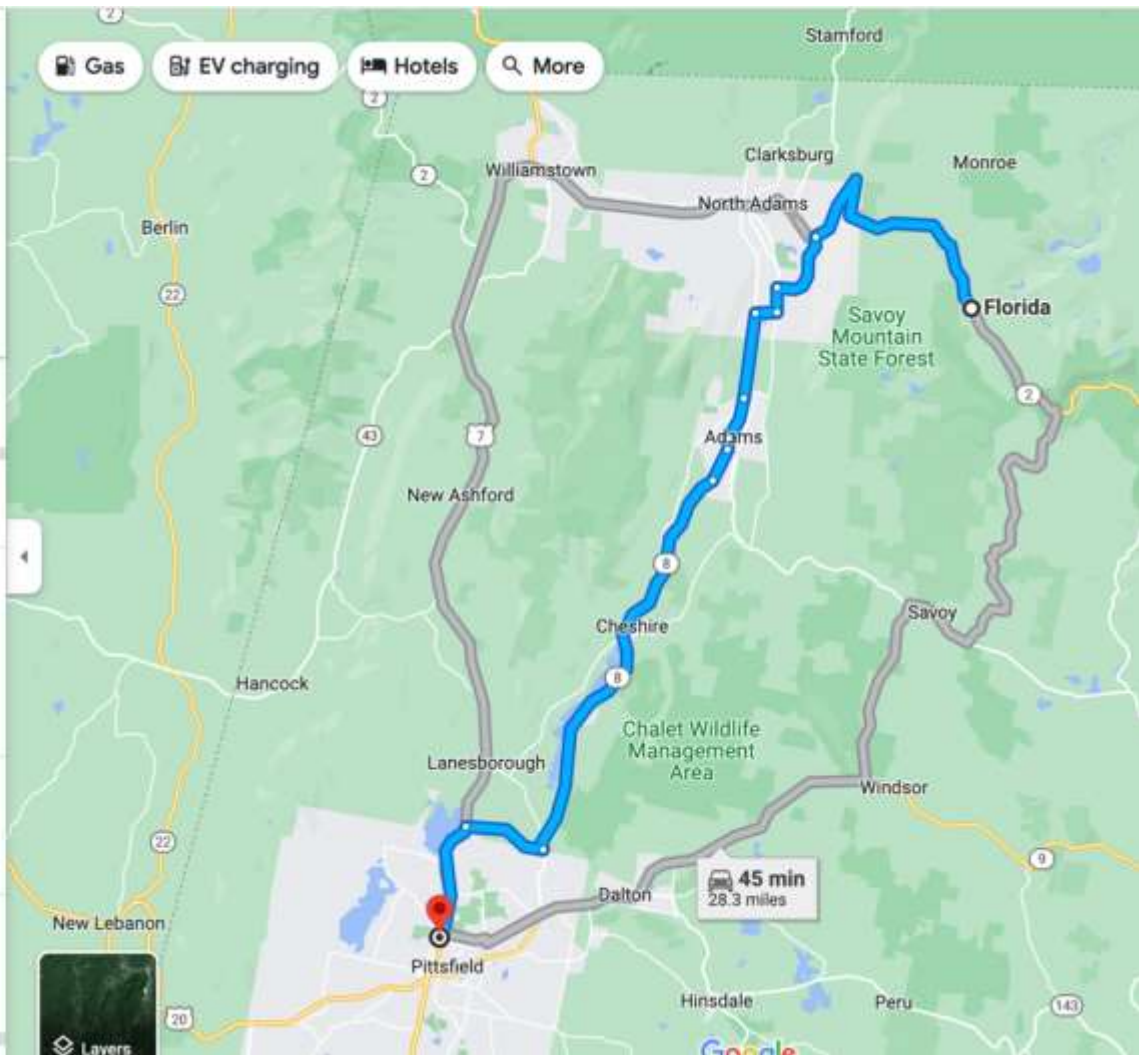 2
Stamford
Gas
EV charging
Hotels
More
2
Clarksburg
Monroe
Williamstown
2
North Adams
Berlin
22
Florida
Savoy
Mountain
State Forest
2
43
7
Adams
New Ashford
8
Savoy
Cheshire
8
Hancock
Chalet Wildlife
Management
Area
Lanesborough
Windsor
22
9
45 min
28.3 miles
Dalton
New Lebanon
Pittsfield
Hinsdale
Peru
143
20
Layers
Google